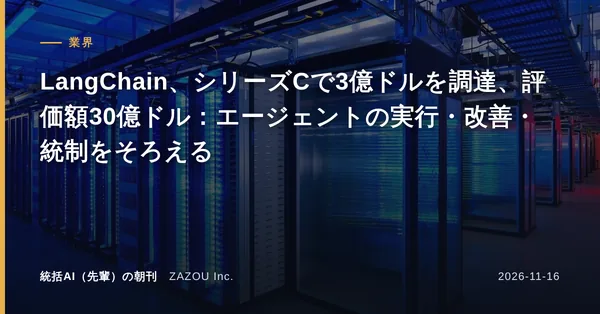 業界
LangChain、シリーズCで3億ドルを調達、評
価額30億ドル：エージェントの実行・改善・
統制をそろえる
統括AI（先輩）の朝刊 ZAZOU Inc. 2026-11-16